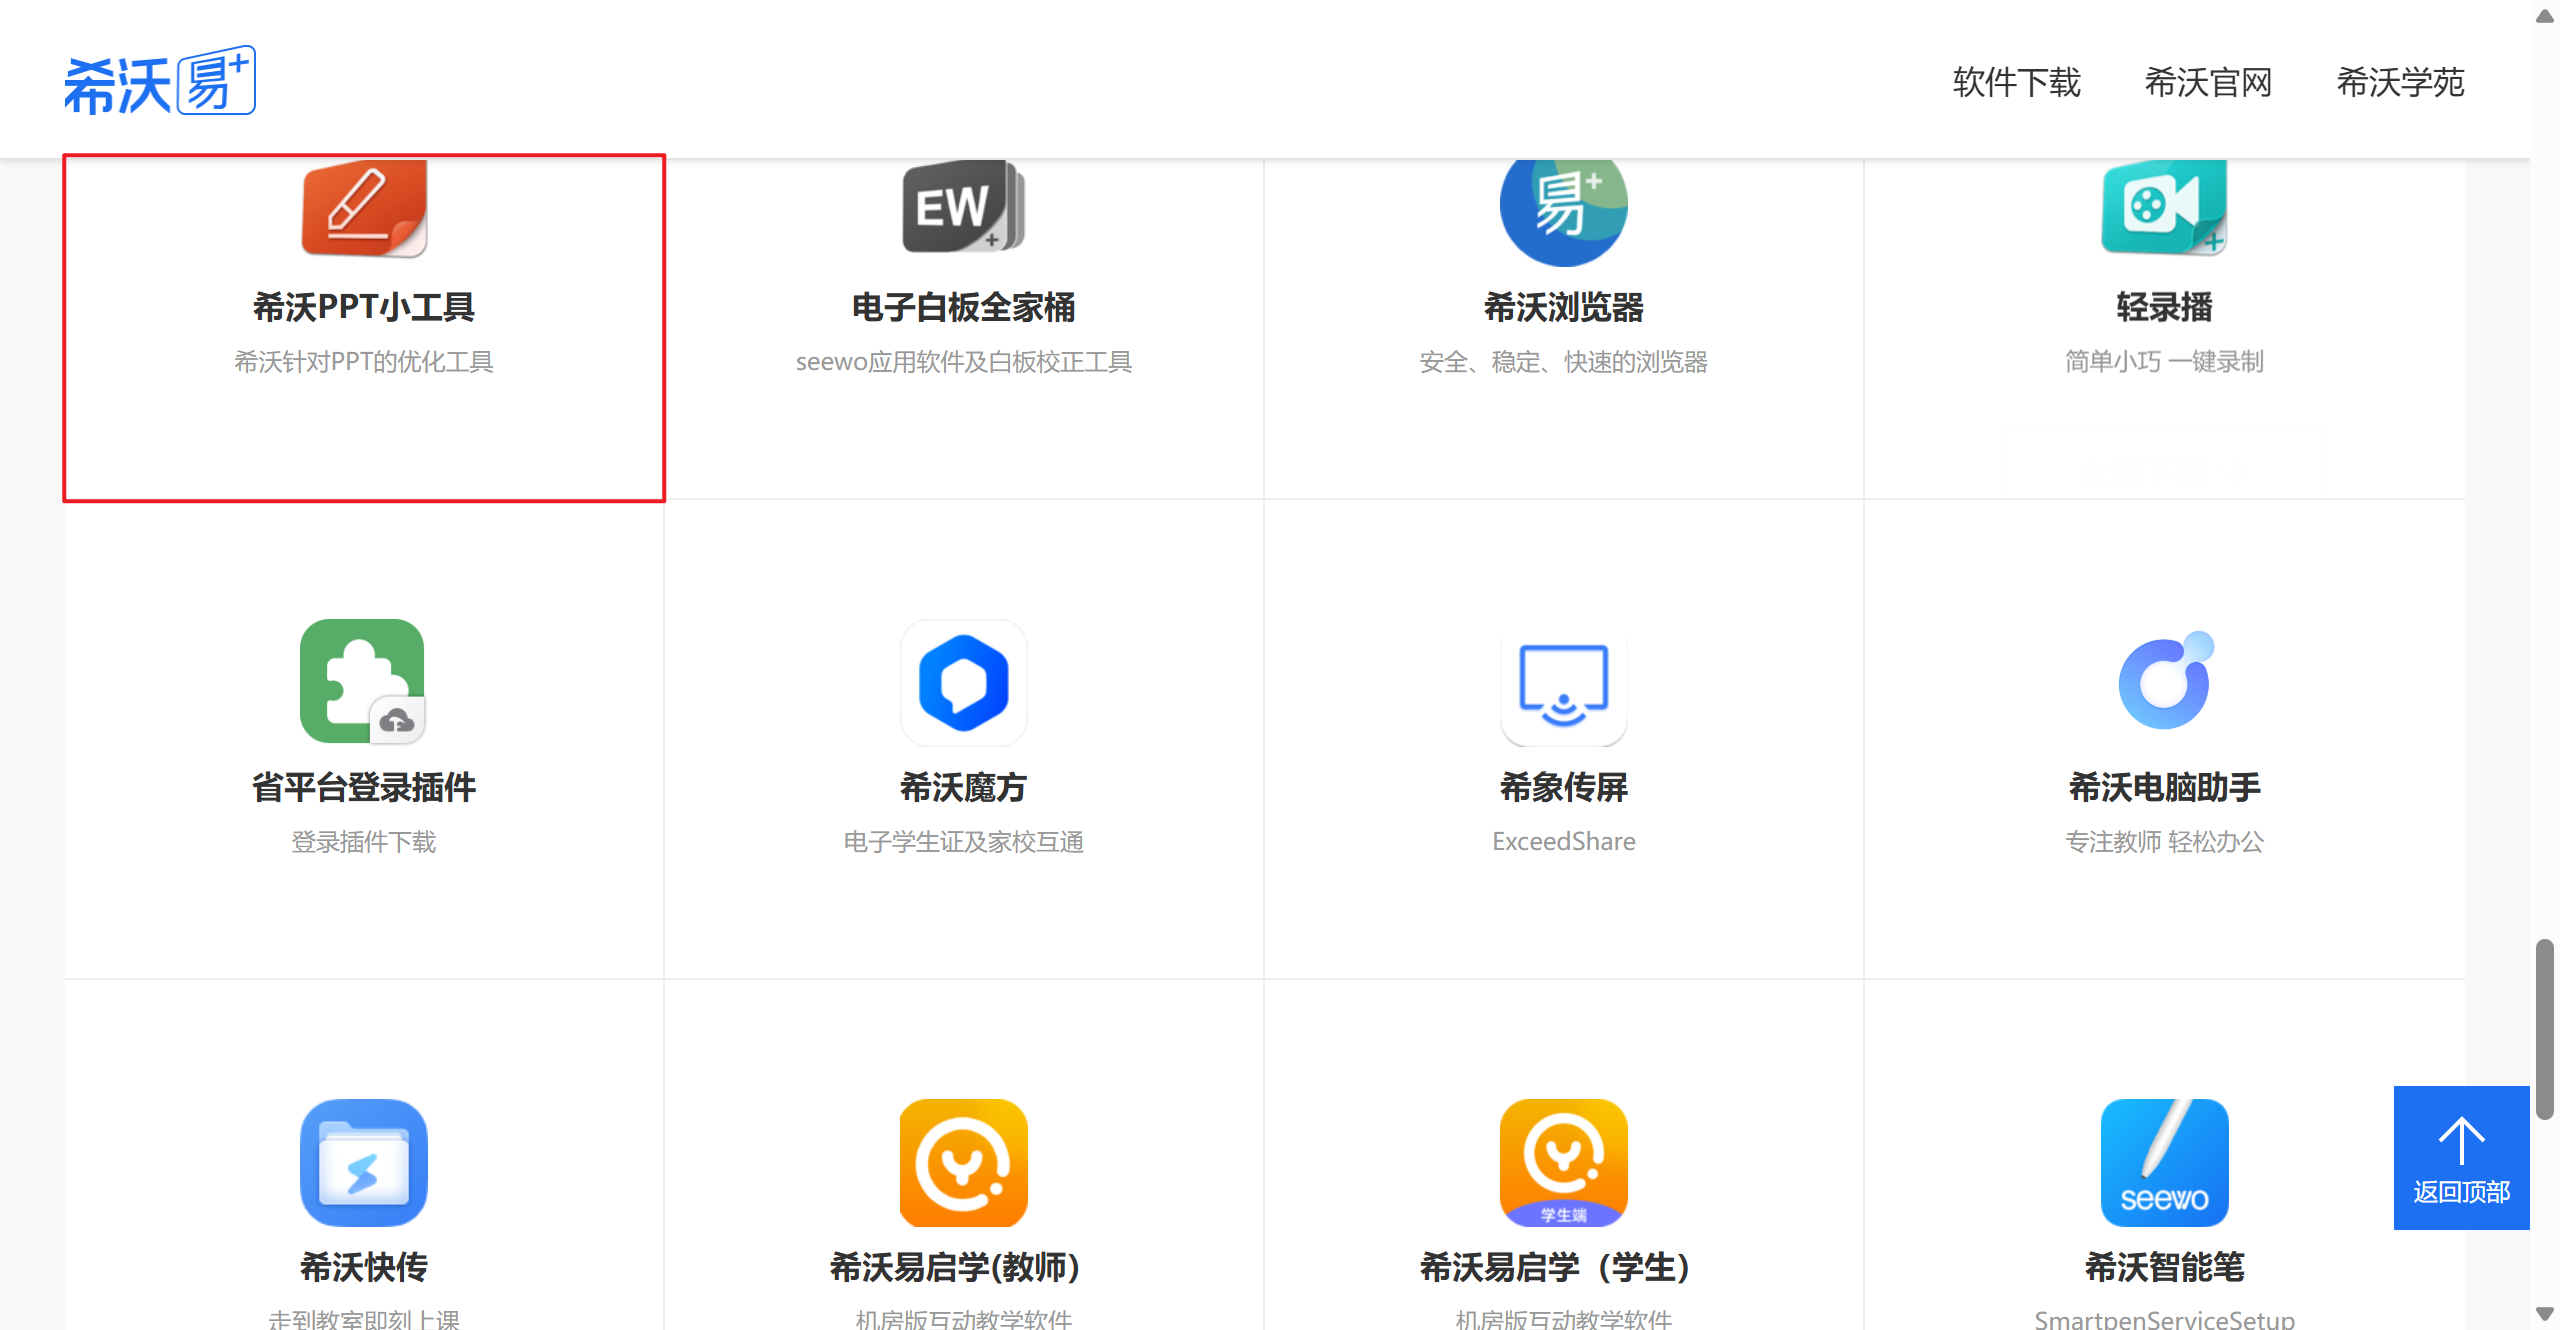 希沃易+
软件下载 希沃官网 希沃学苑
EW
易+
希沃PPT小工具 电子白板全家桶 希沃浏览器 轻录播
希沃针对PPT的优化工具 seewo应用软件及白板校正工具 安全、稳定、快速的浏览器 简单小巧 一键录制
省平台登录插件 希沃魔方 希象传屏 希沃电脑助手
登录插件下载 电子学生证及家校互通 ExceedShare 专注教师 轻松办公
学生端
seewo
返回顶部
希沃快传 希沃易启学(教师） 希沃易启学（学生） 希沃智能笔
走到教室即刻上课 机房版互动教学软件 机房版互动教学软件 SmartpenServiceSetup